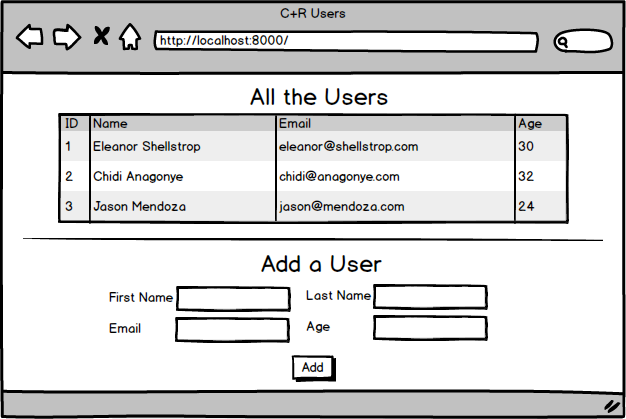 C+R Users
http://localhost:8000/
All the Users
ID Name Email Age
1 Eleanor Shellstrop eleanor@shellstrop.com 30
2 Chidi Anagonye chidi@anagonye.com 32
3 Jason Mendoza jason@mendoza.com 24
Add a User
First Name Last Name
Email Age
Add